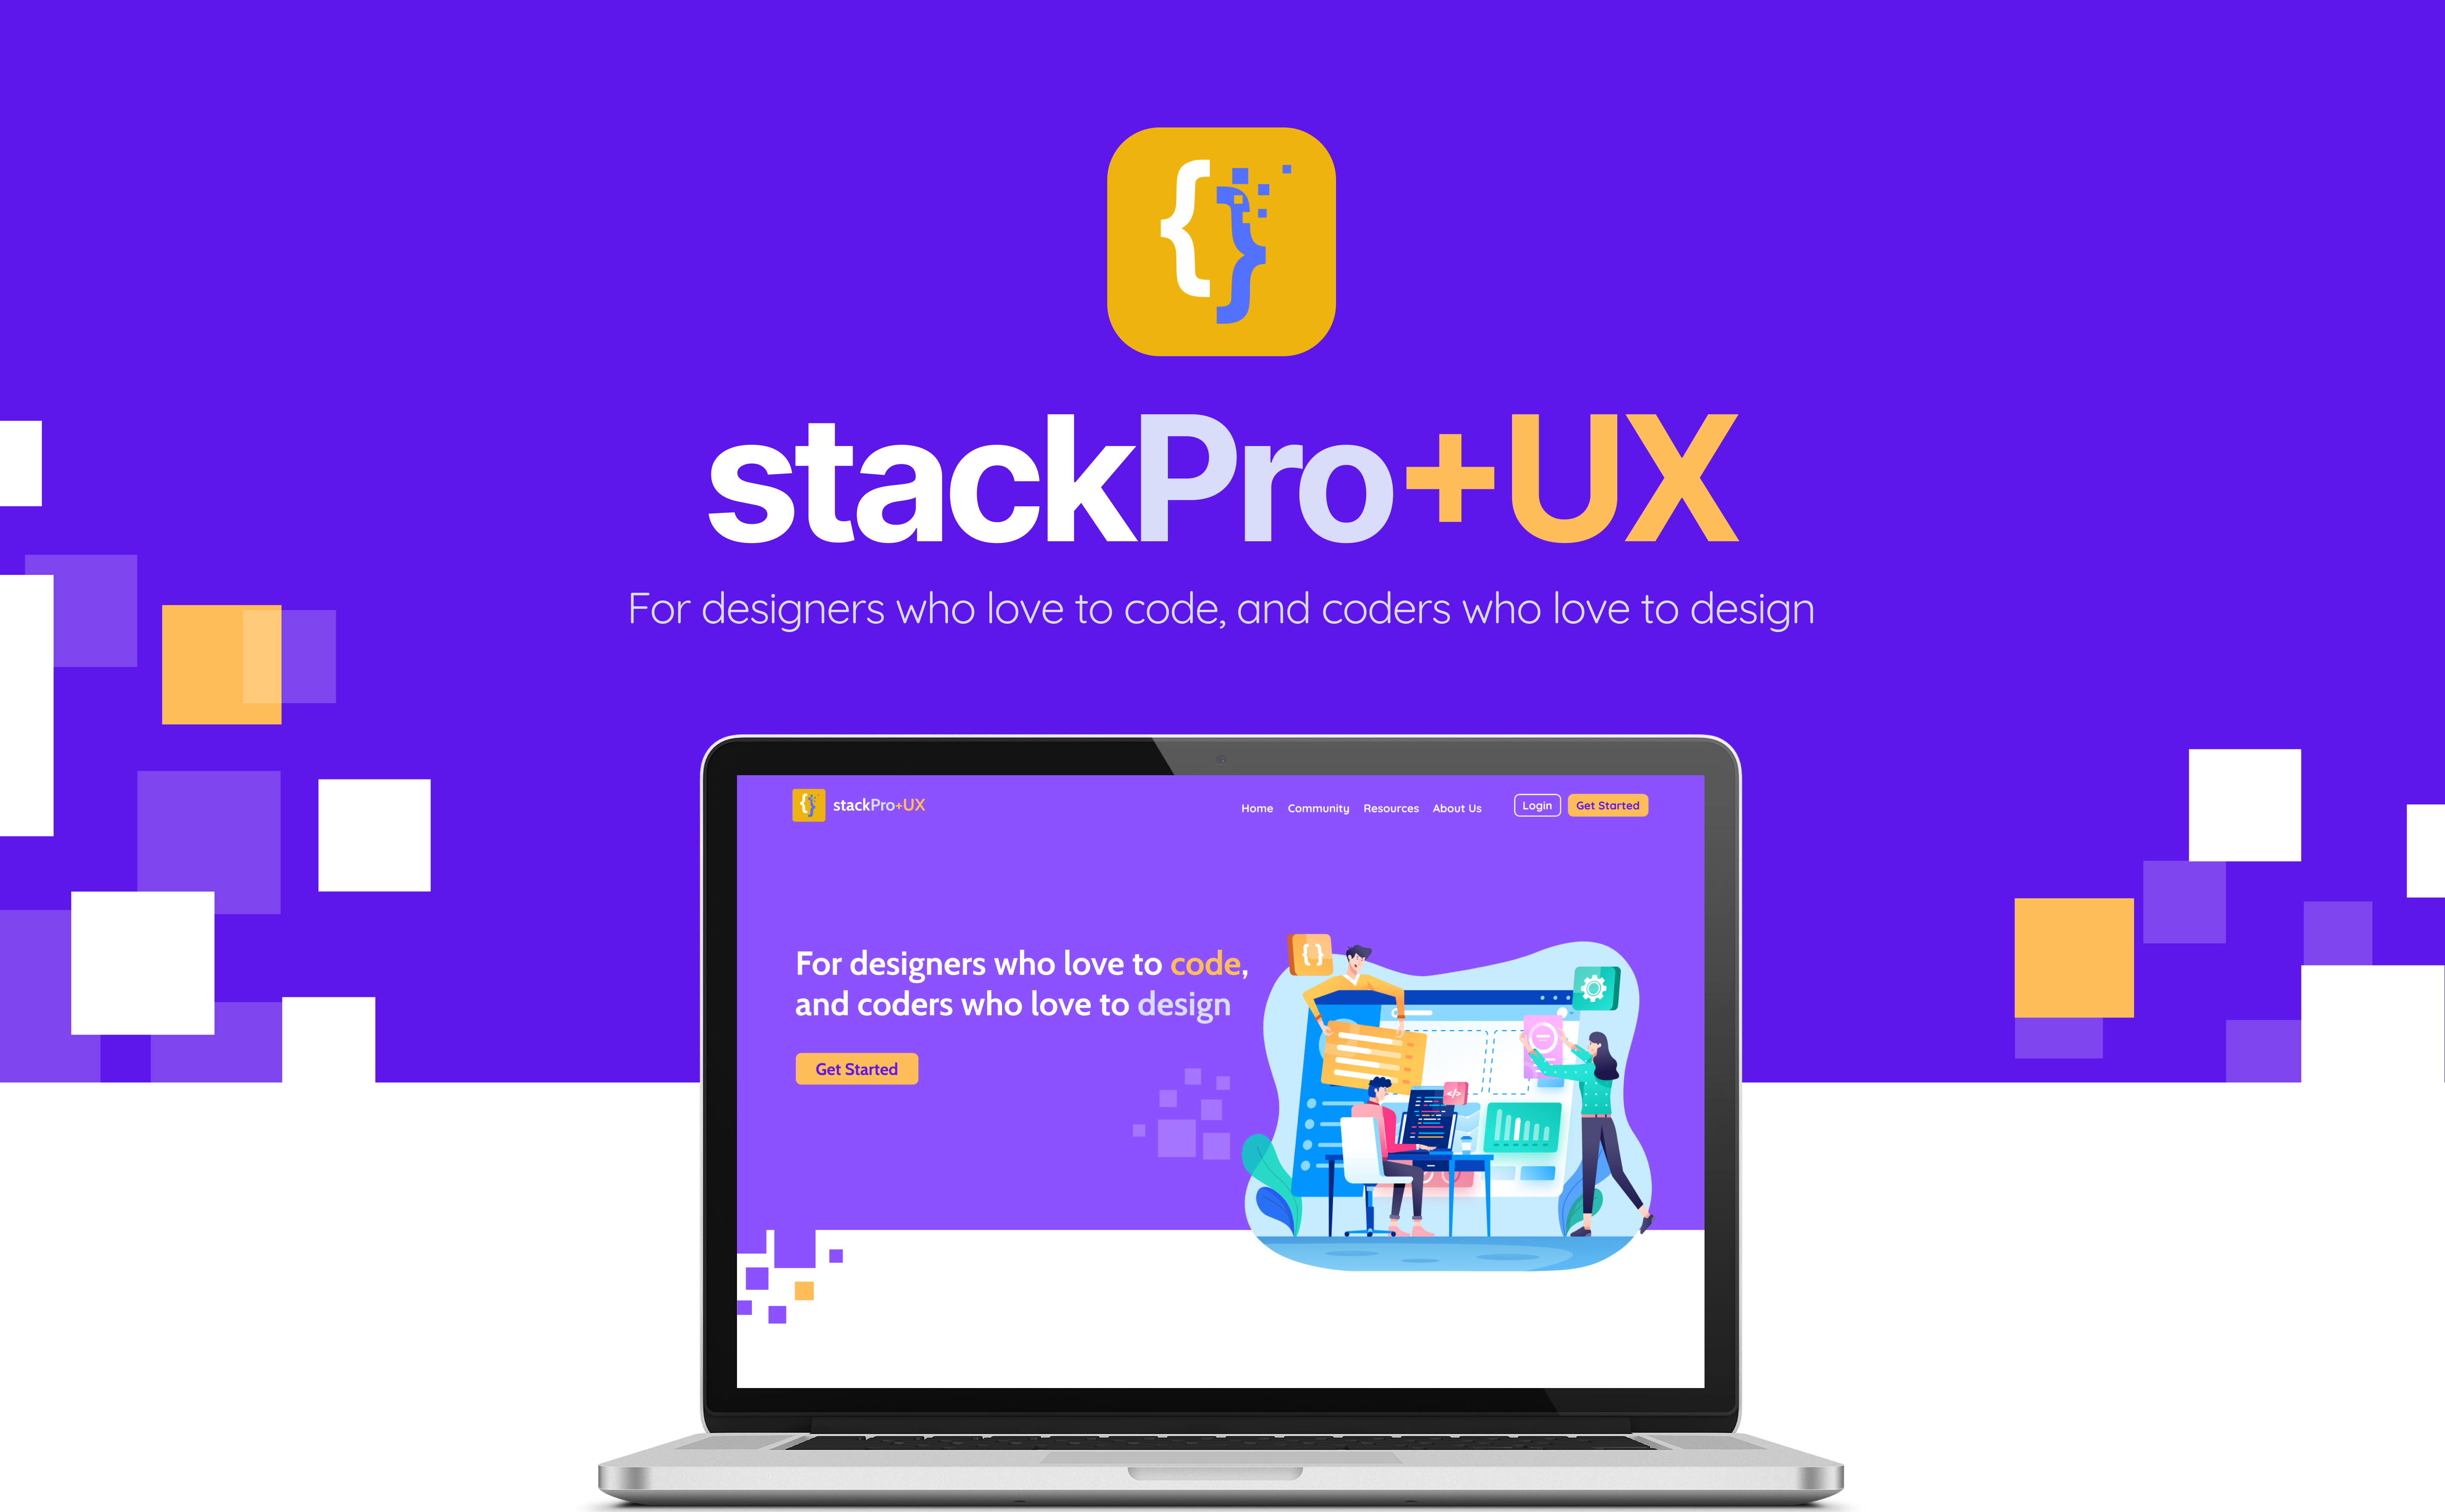 { }
stackPro+UX
For designers who love to code, and coders who love to design
{ } stackPro+UX
Home Community Resources About Us Login Get Started
For designers who love to code,
and coders who love to design
Get Started
{ }
</>